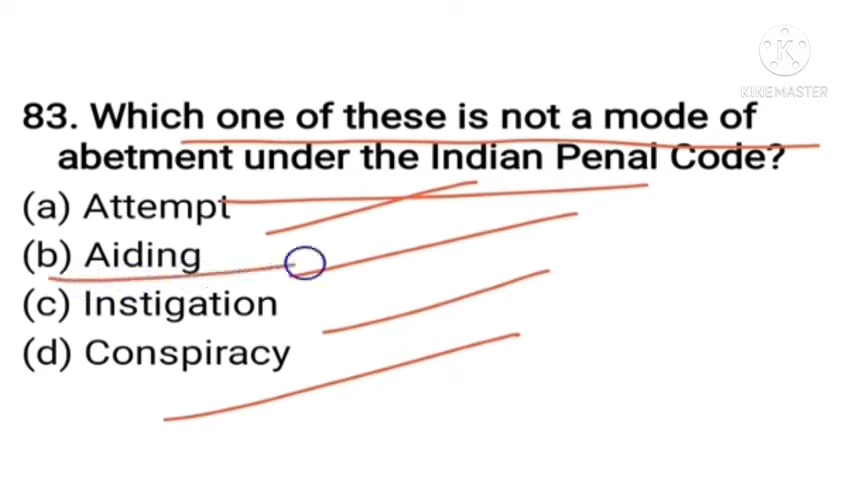 K
KINEMASTER
83. Which one of these is not a mode of
abetment under the Indian Penal Code?
(a) Attempt
(b) Aiding
(c) Instigation
(d) Conspiracy